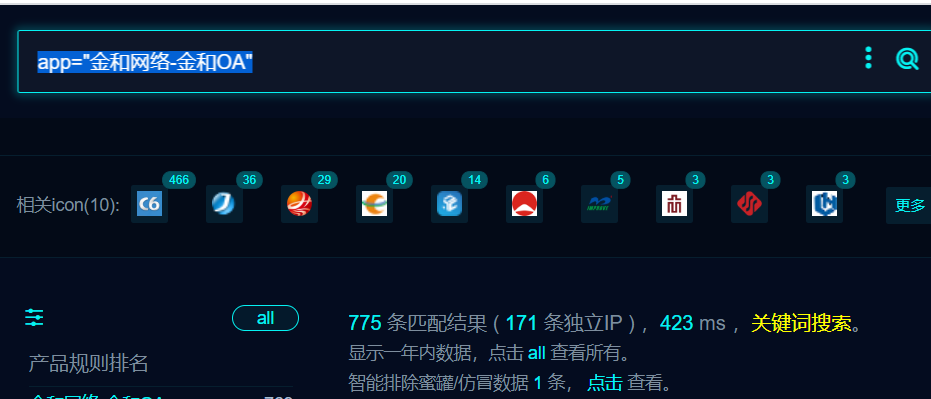 app="金和网络-金和OA"
相关icon(10): C6 466 36 29 20 14 6 5 3 3 3 更多
all
775 条匹配结果 ( 171 条独立IP ) ，423 ms ，关键词搜索。
显示一年内数据，点击 all 查看所有。
产品规则排名
智能排除蜜罐/仿冒数据 1 条， 点击 查看。